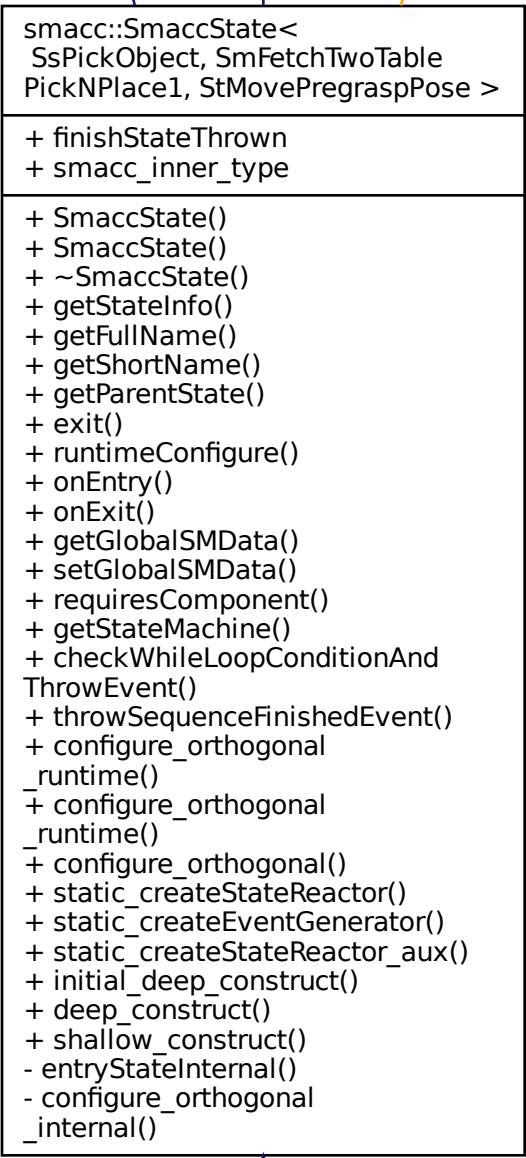 smacc::SmaccState<
SsPickObject, SmFetchTwoTable
PickNPlace1, StMovePregraspPose >
+ finishStateThrown
+ smacc_inner_type
+ SmaccState()
+ SmaccState()
+ ~SmaccState()
+ getStateInfo()
+ getFullName()
+ getShortName()
+ getParentState()
+ exit()
+ runtimeConfigure()
+ onEntry()
+ onExit()
+ getGlobalSMData()
+ setGlobalSMData()
+ requiresComponent()
+ getStateMachine()
+ checkWhileLoopConditionAnd
ThrowEvent()
+ throwSequenceFinishedEvent()
+ configure_orthogonal
_runtime()
+ configure_orthogonal
_runtime()
+ configure_orthogonal()
+ static_createStateReactor()
+ static_createEventGenerator()
+ static_createStateReactor_aux()
+ initial_deep_construct()
+ deep_construct()
+ shallow_construct()
- entryStateInternal()
- configure_orthogonal
_internal()